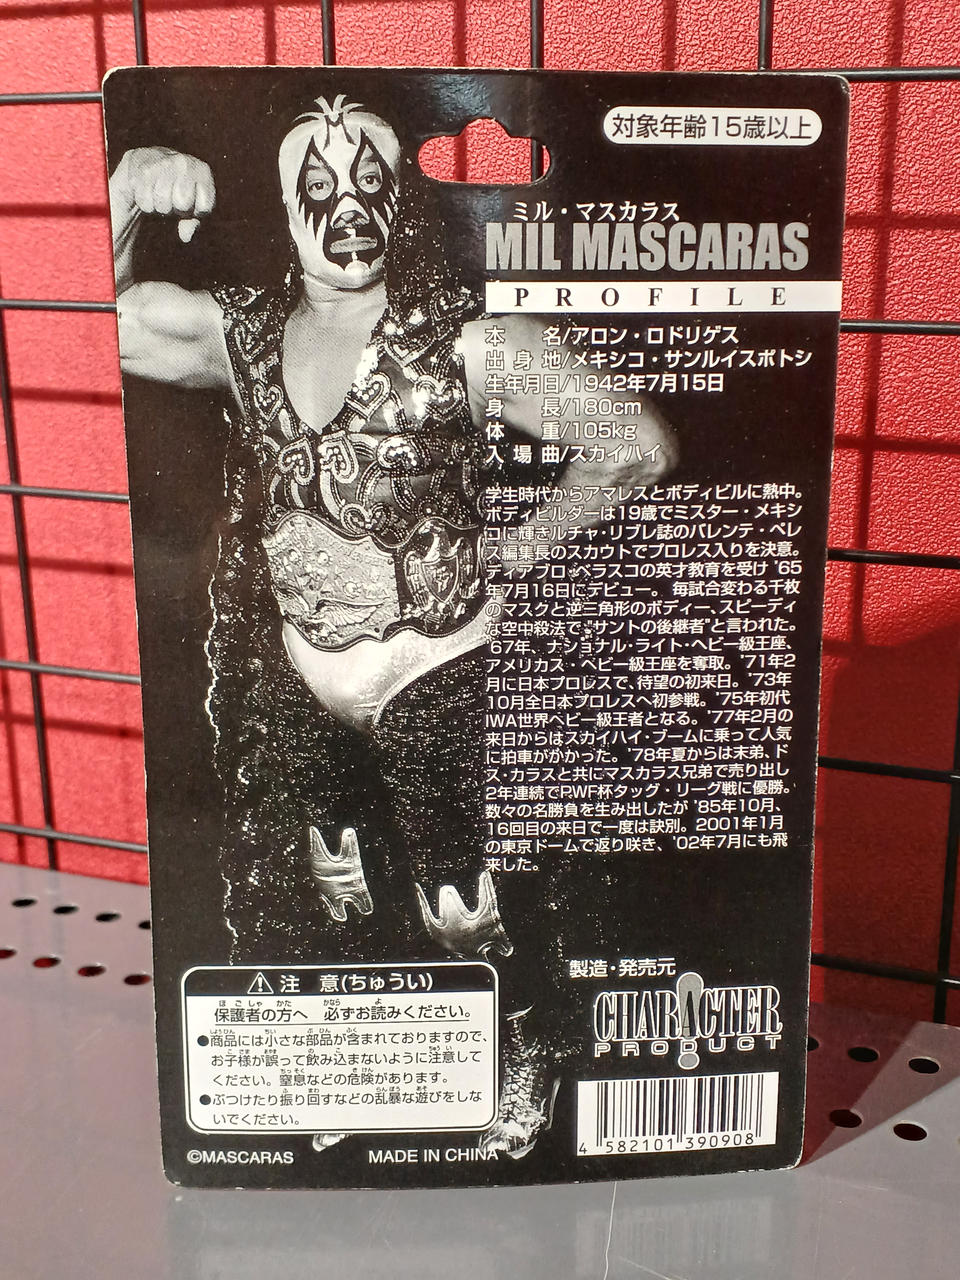 対象年齢15歳以上
ミル・マスカラス
MIL MASCARAS
PROFILE
本名/アロン・ロドリゲス
出身地/メキシコ・サンルイスポトシ
生年月日/1942年7月15日
身長/180cm
体重/105kg
入場曲/スカイハイ
学生時代からアマレスとボディビルに熱中。
ボディビルダーは19歳でミスター・メキシ
コに輝きルチャ・リブレ誌のバレンテ・ペレ
ス編集長のスカウトでプロレス入りを決意。
ディアブロ・ベラスコの英才教育を受け '65
年7月16日にデビュー。毎試合変わる千枚
のマスクと逆三角形のボディー、スピーディ
な空中殺法で"サントの後継者"と言われた。
'67年、ナショナル・ライト・ヘビー級王座、
アメリカス・ヘビー級王座を奪取。'71年2
月に日本プロレスで、待望の初来日。'73年
10月全日本プロレスへ初参戦。'75年初代
IWA世界ヘビー級王者となる。'77年2月の
来日からはスカイハイ・ブームに乗って人気
に拍車がかかった。'78年夏からは末弟、ド
ス・カラスと共にマスカラス兄弟で売り出し
2年連続でPWF杯タッグ・リーグ戦に優勝。
数々の名勝負を生み出したが '85年10月、
16回目の来日で一度は訣別。2001年1月
の東京ドームで返り咲き、'02年7月にも飛
来した。
注意(ちゅうい)
保護者の方へ 必ずお読みください。
●商品には小さな部品が含まれておりますので、
お子様が誤って飲み込まないように注意して
ください。窒息などの危険があります。
●ぶつけたり振り回すなどの乱暴な遊びをしな
いでください。
製造・発売元
CHARACTER
PRODUCT
4 582101 390908
©MASCARAS
MADE IN CHINA